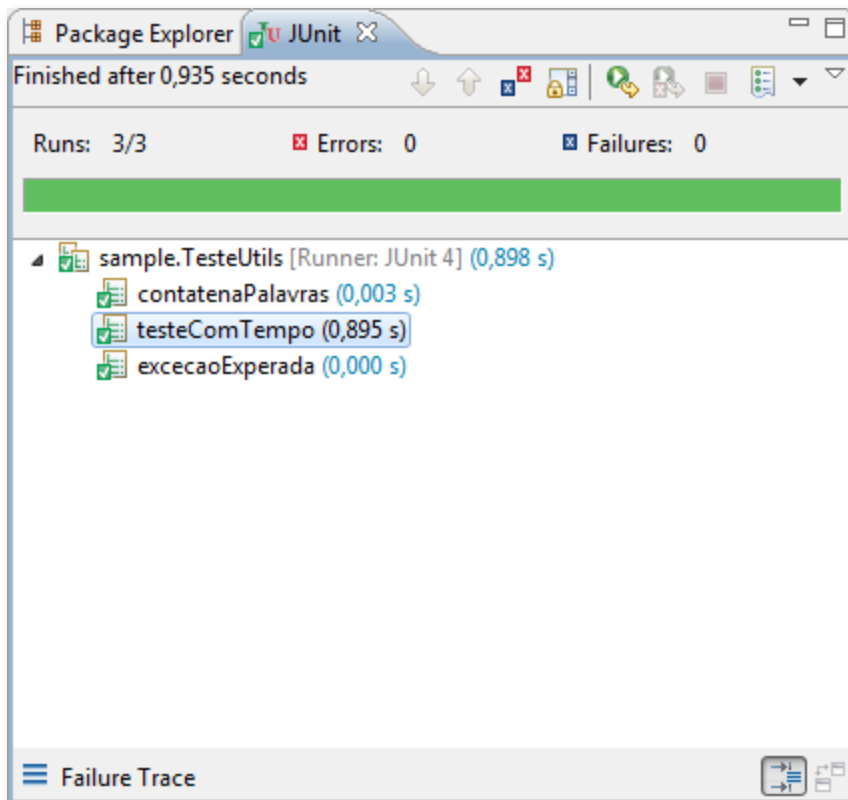 Package Explorer JUnit
Finished after 0,935 seconds
Runs: 3/3 Errors: 0 Failures: 0
sample.TesteUtils [Runner: JUnit 4] (0,898 s)
contatenaPalavras (0,003 s)
testeComTempo (0,895 s)
excecaoExperada (0,000 s)
Failure Trace